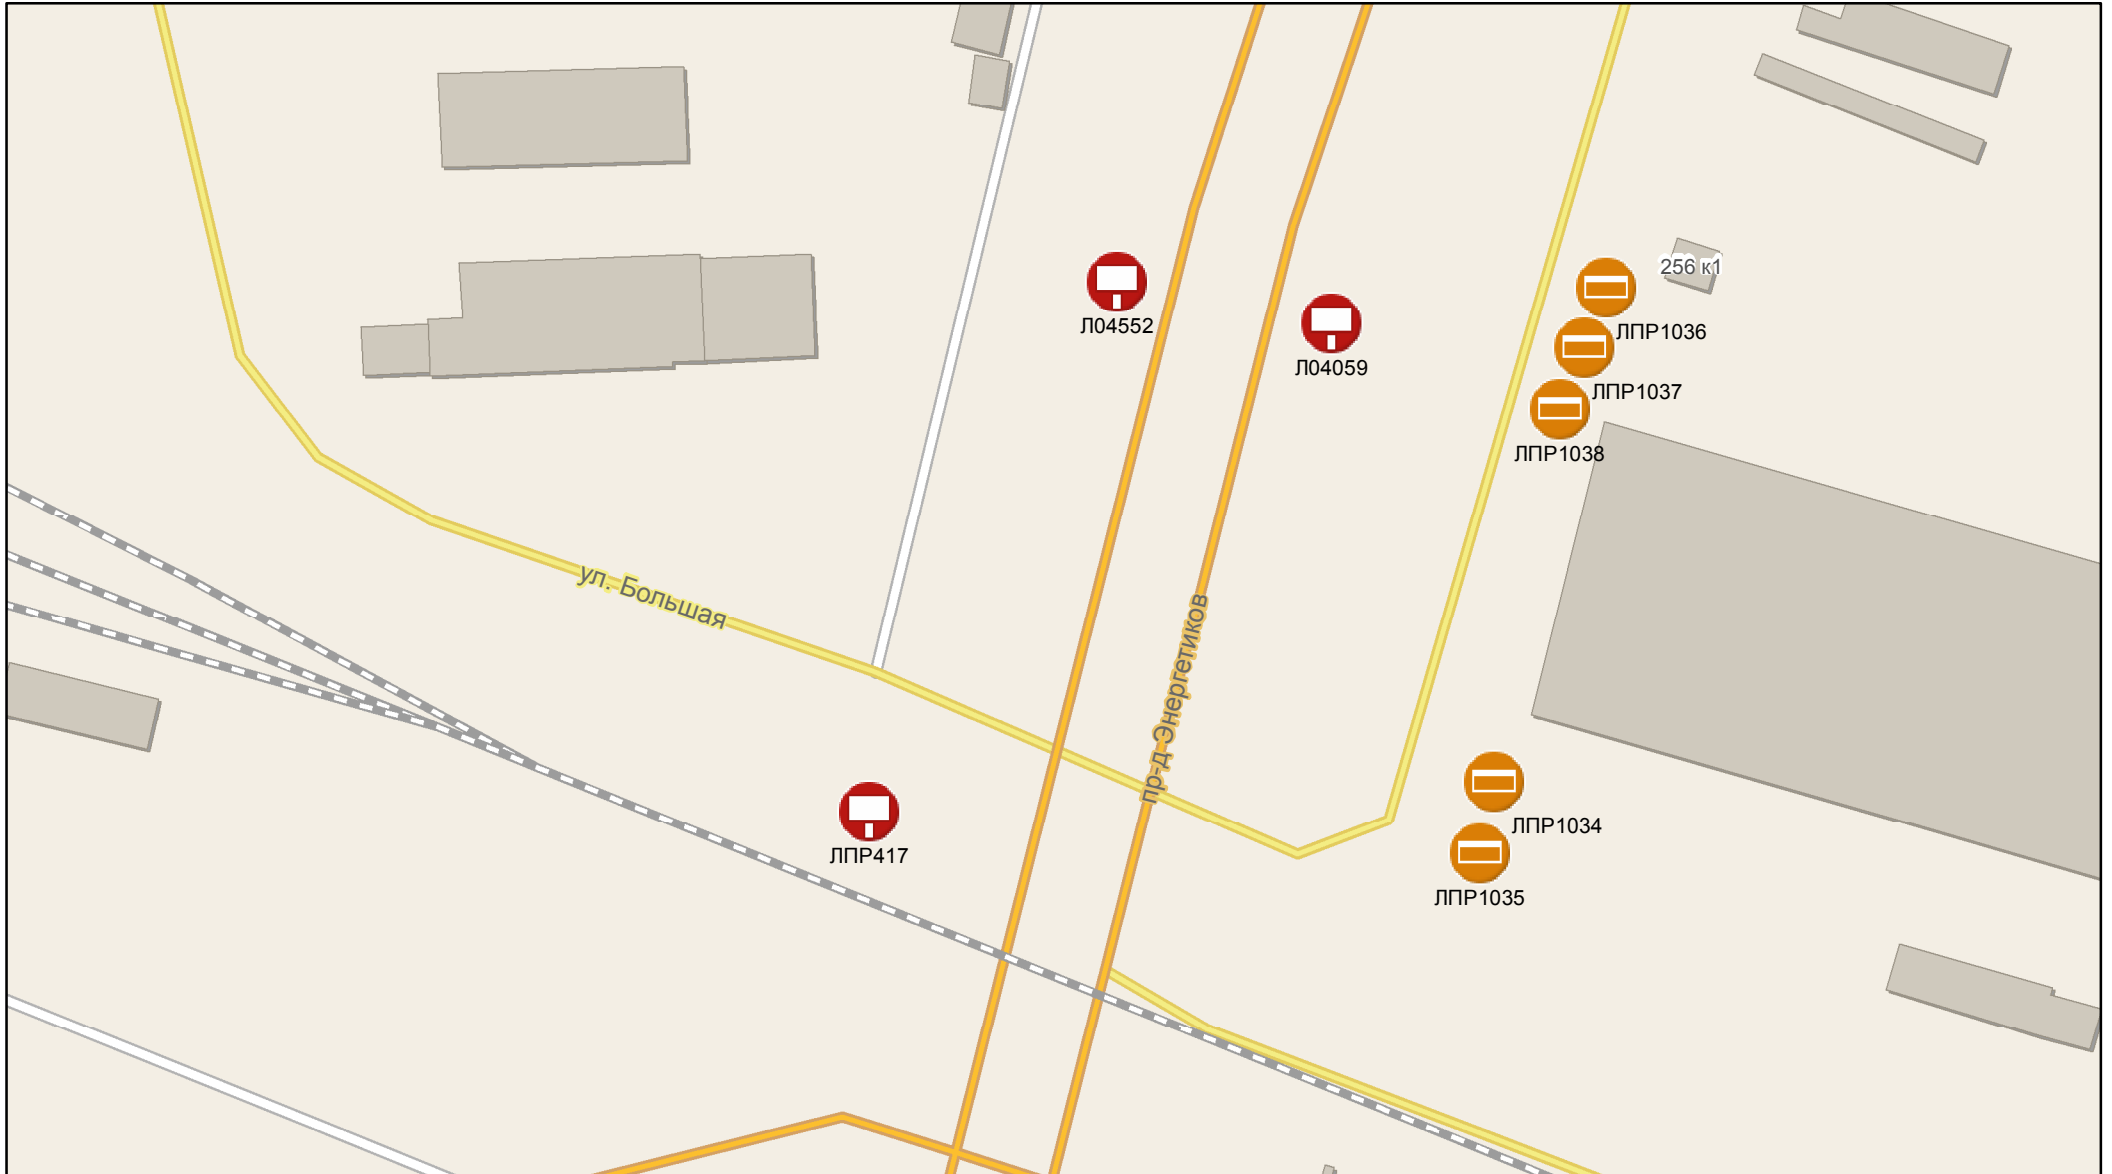 256 к1
Л04552
ЛПР1036
Л04059
ЛПР1037
ЛПР1038
ул. Большая
пр-д Энергетиков
ЛПР1034
ЛПР417
ЛПР1035